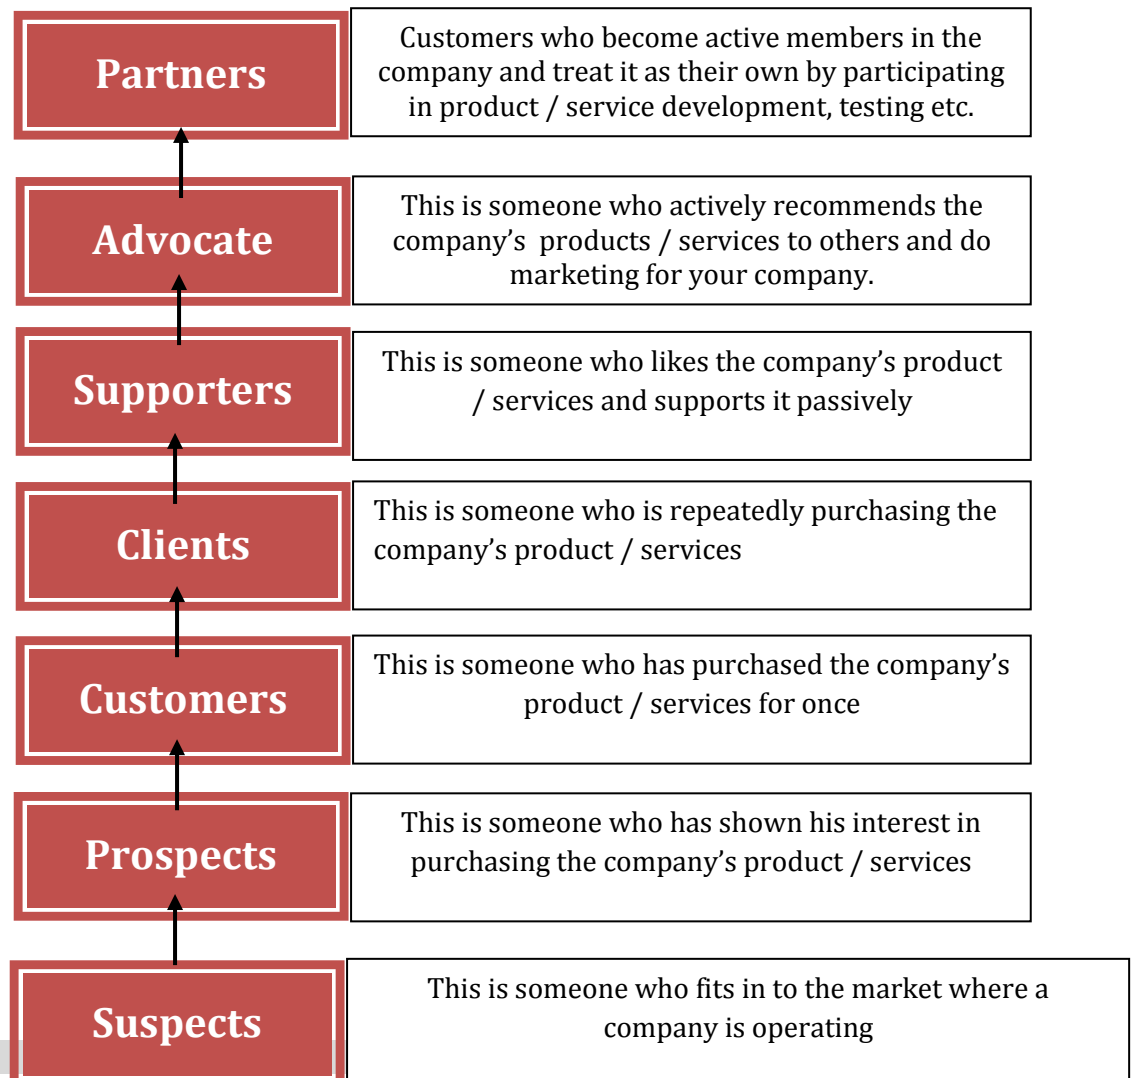 Partners
Customers who become active members in the
company and treat it as their own by participating
in product / service development, testing etc.
Advocate
This is someone who actively recommends the
company’s  products / services to others and do
marketing for your company.
Supporters
This is someone who likes the company’s product
/ services and supports it passively
Clients
This is someone who is repeatedly purchasing the
company’s product / services
Customers
This is someone who has purchased the company’s
product / services for once
Prospects
This is someone who has shown his interest in
purchasing the company’s product / services
Suspects
This is someone who fits in to the market where a
company is operating